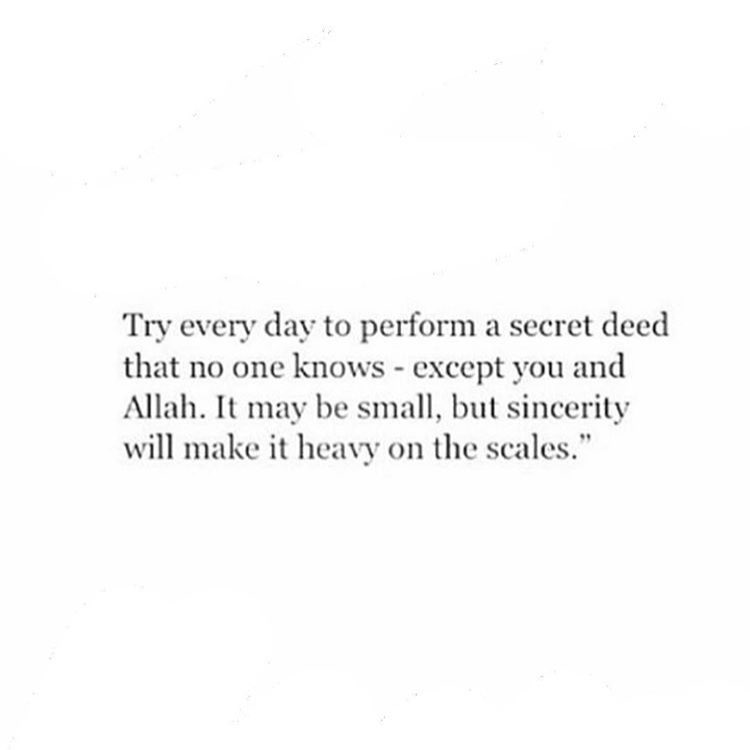 Try every day to perform a secret deed
that no one knows - except you and
Allah. It may be small, but sincerity
will make it heavy on the scales.”